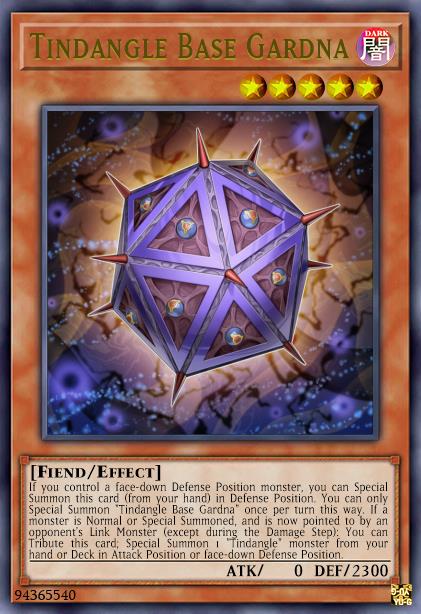 Tindangle Base Gardna
DARK
闇
[Fiend/Effect]
If you control a face-down Defense Position monster, you can Special
Summon this card (from your hand) in Defense Position. You can only
Special Summon "Tindangle Base Gardna" once per turn this way. If a
monster is Normal or Special Summoned, and is now pointed to by an
opponent's Link Monster (except during the Damage Step): You can
Tribute this card; Special Summon 1 "Tindangle" monster from your
hand or Deck in Attack Position or face-down Defense Position.
ATK/ 0 DEF/2300
94365540